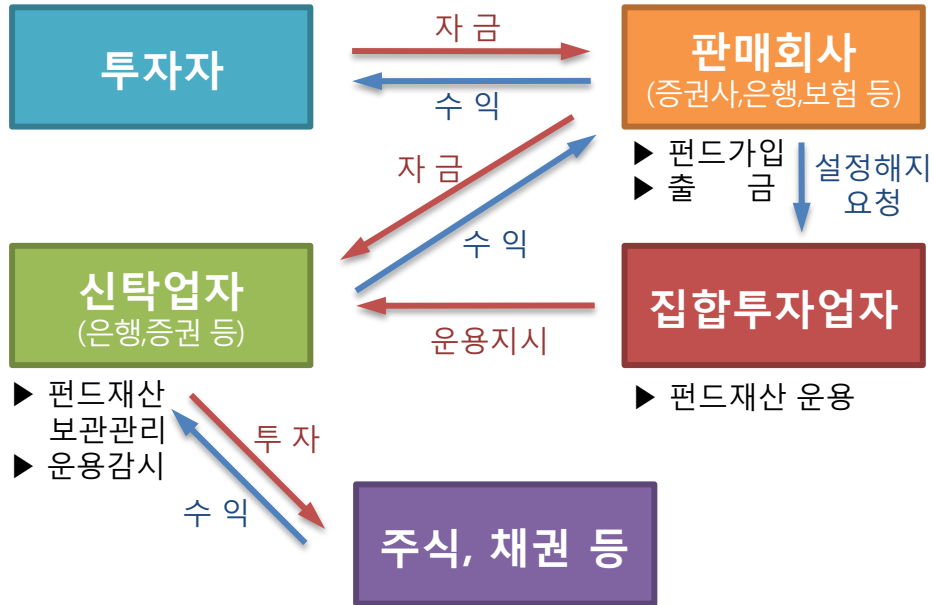 투자자
자 금
수 익
판매회사
(증권사,은행,보험 등)
▶ 펀드가입
▶ 출 금
설정해지
요청
자 금
수 익
신탁업자
(은행,증권 등)
운용지시
집합투자업자
▶ 펀드재산
보관관리
▶ 운용감시
▶ 펀드재산 운용
투 자
수 익
주식, 채권 등